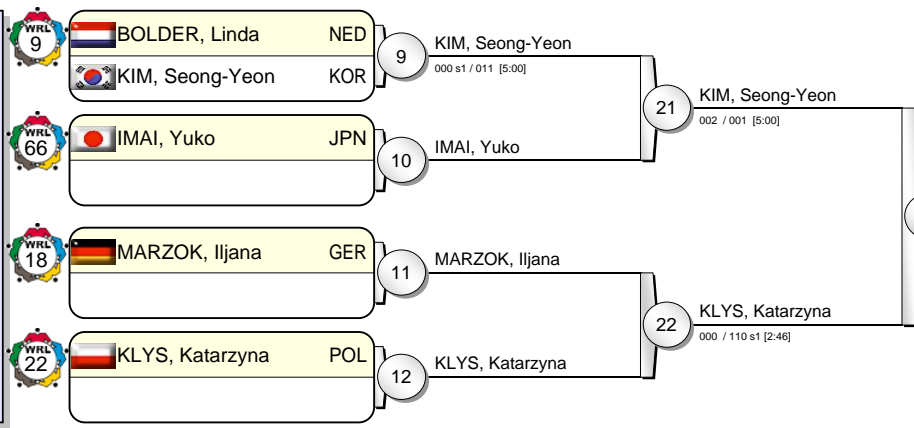 WRL
9
BOLDER, Linda NED
KIM, Seong-Yeon KOR
9
KIM, Seong-Yeon
000 s1 / 011 [5:00]
21
KIM, Seong-Yeon
002 / 001 [5:00]
WRL
66
IMAI, Yuko JPN
10
IMAI, Yuko
WRL
18
MARZOK, Iljana GER
11
MARZOK, Iljana
22
KLYS, Katarzyna
000 / 110 s1 [2:46]
WRL
22
KLYS, Katarzyna POL
12
KLYS, Katarzyna